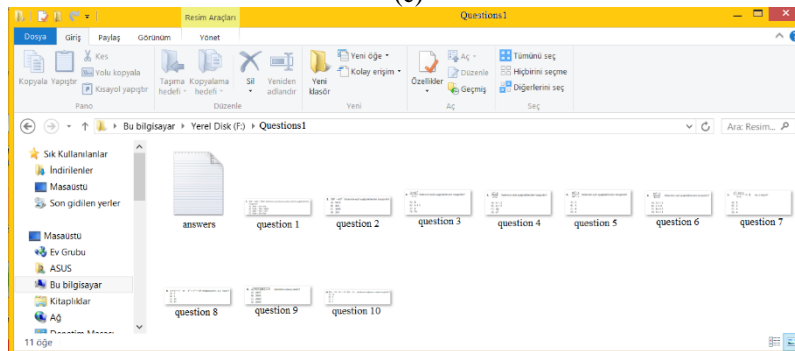 (c)
Resim Araçları
Questions1
Dosya Giriş Paylaş Görünüm Yönet
Kopyala Yapıştır
Kes
Yolu kopyala
Kısayol yapıştır
Taşıma hedefi
Kopyalama hedefi
Sil
Yeniden adlandır
Yeni klasör
Yeni öğe
Kolay erişim
Özellikler
Aç
Düzenle
Geçmiş
Tümünü seç
Hiçbirini seçme
Diğerlerini seç
Pano Düzenle Yeni Aç Seç
Bu bilgisayar Yerel Disk (F:) Questions1
Ara: Resim...
Sık Kullanılanlar
İndirilenler
Masaüstü
Son gidilen yerler
Masaüstü
Ev Grubu
ASUS
Bu bilgisayar
Kitaplıklar
Ağ
answers question 1 question 2 question 3 question 4 question 5 question 6 question 7
question 8 question 9 question 10
11 öğe